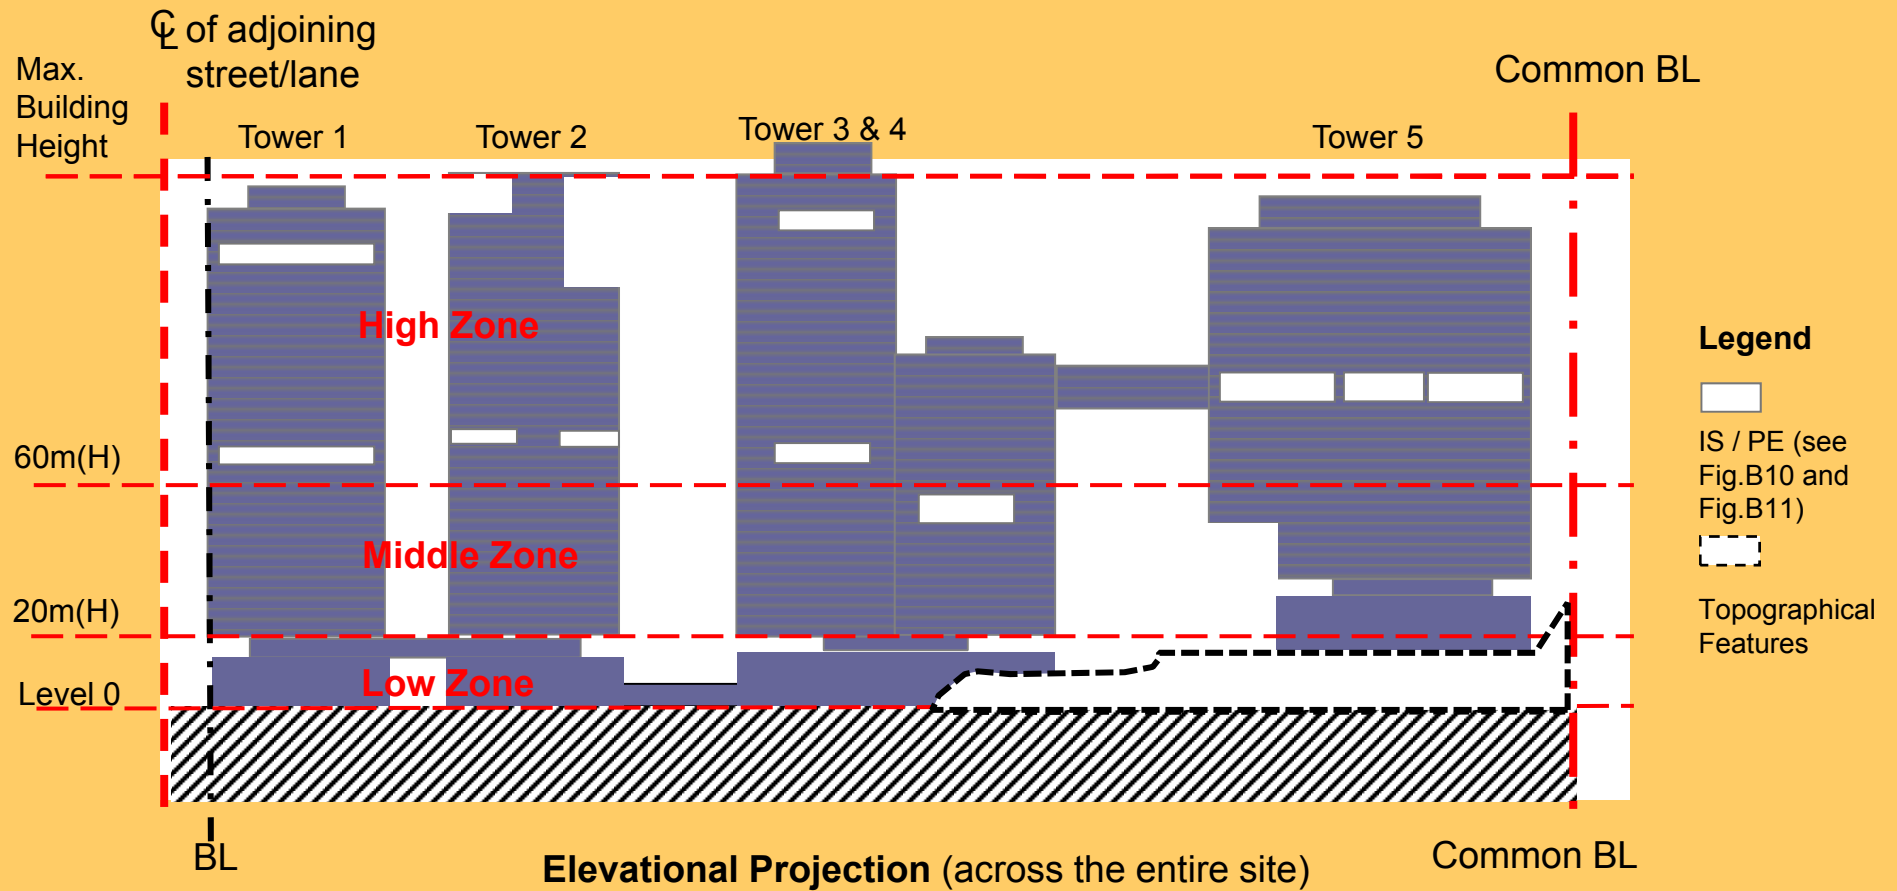 ℄ of adjoining
street/lane
Max.
Building
Height
Common BL
Tower 1
Tower 2
Tower 3 & 4
Tower 5
High Zone
60m(H)
Middle Zone
20m(H)
Low Zone
Level 0
Legend
IS / PE (see
Fig.B10 and
Fig.B11)
Topographical
Features
BL
Elevational Projection (across the entire site)
Common BL